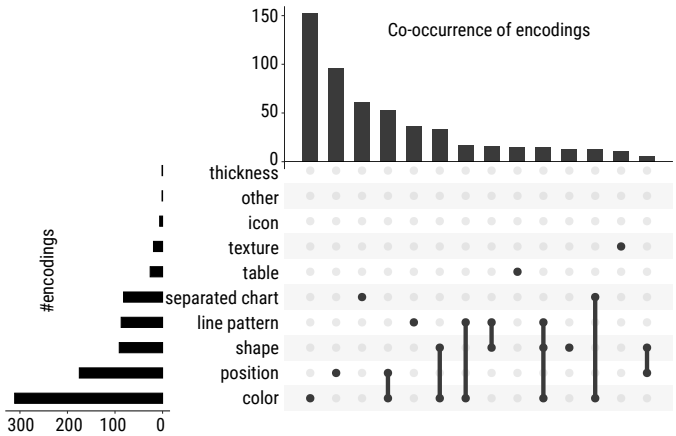 150
Co-occurrence of encodings
100
50
0
thickness
other
icon
texture
#encodings
table
separated chart
line pattern
shape
position
color
300 200 100 0